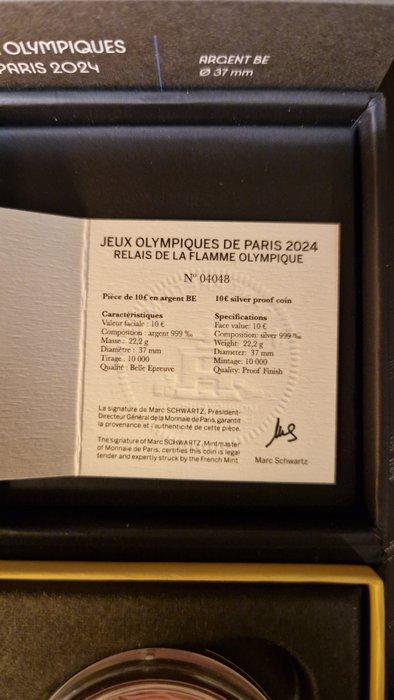 OLYMPIQUES
PARIS 2024
ARGENT BE
Ø 37 mm
JEUX OLYMPIQUES DE PARIS 2024
RELAIS DE LA FLAMME OLYMPIQUE
N° 04048
Pièce de 10€ en argent BE
Caractéristiques
Valeur faciale : 10 €
Composition : argent 999 ‰
Masse : 22,2 g
Diamètre : 37 mm
Tirage : 10 000
Qualité : Belle Epreuve
10€ silver proof coin
Specifications
Face value: 10 €
Composition: silver 999 ‰
Weight: 22,2 g
Diameter: 37 mm
Mintage: 10 000
Quality: Proof Finish
La signature de Marc SCHWARTZ, Président-
Directeur Général de la Monnaie de Paris, garantit
la provenance et l'authenticité de cette pièce.
The signature of Marc SCHWARTZ, Mintmaster
of Monnaie de Paris, certifies this coin is legal
tender and expertly struck by the French Mint.
Marc Schwartz